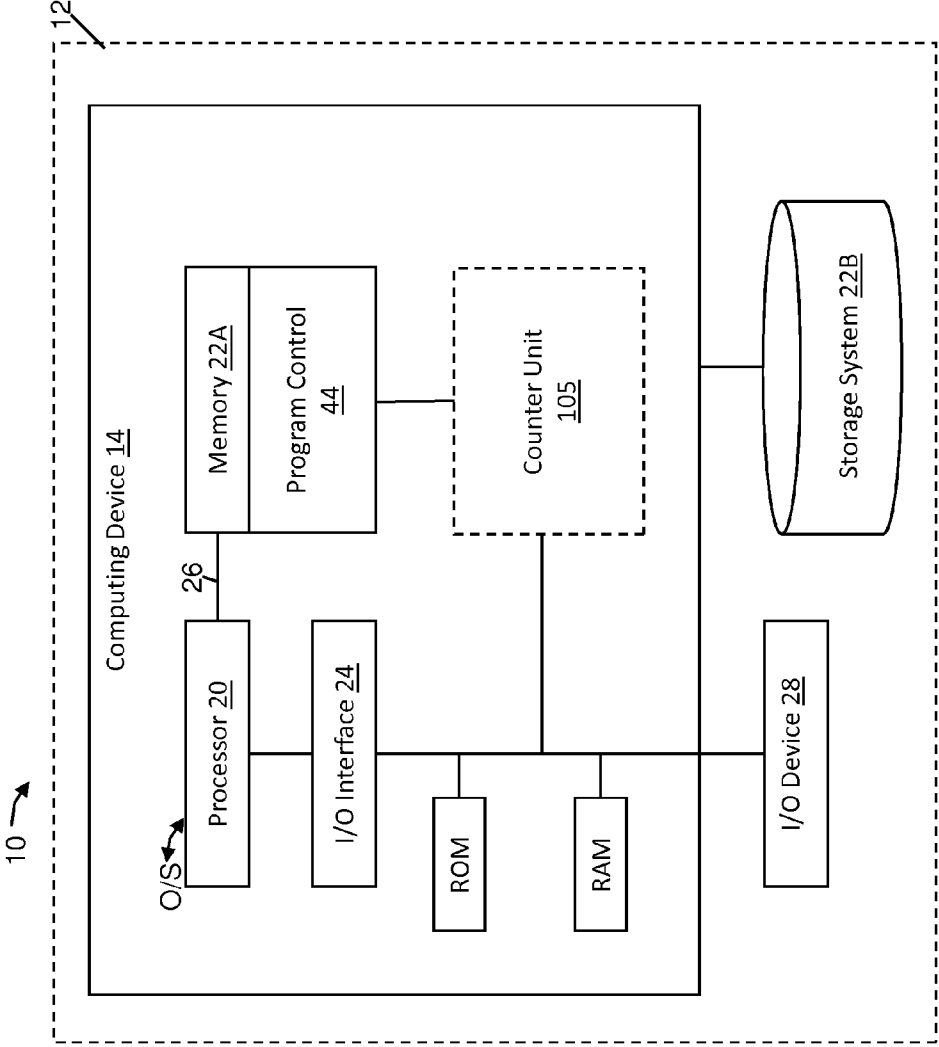 10
12
Computing Device 14
O/S
Processor 20
26
Memory 22A
Program Control
44
I/O Interface 24
ROM
RAM
Counter Unit
105
I/O Device 28
Storage System 22B